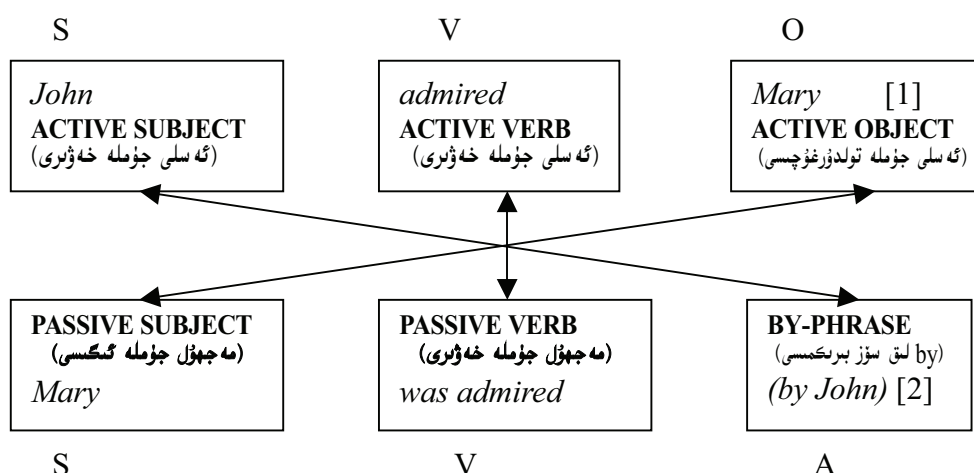 S V O
John
ACTIVE SUBJECT
(ئەسلى جۈملە خەۋىرى)
admired
ACTIVE VERB
(ئەسلى جۈملە خەۋىرى)
Mary [1]
ACTIVE OBJECT
(ئەسلى جۈملە تولدۇرغۇچىسى)
PASSIVE SUBJECT
(مەجھۇل جۈملە ئىگىسى)
Mary
PASSIVE VERB
(مەجھۇل جۈملە خەۋىرى)
was admired
BY-PHRASE
(by لىق سۆز بىرىكمىسى)
(by John) [2]
S V A